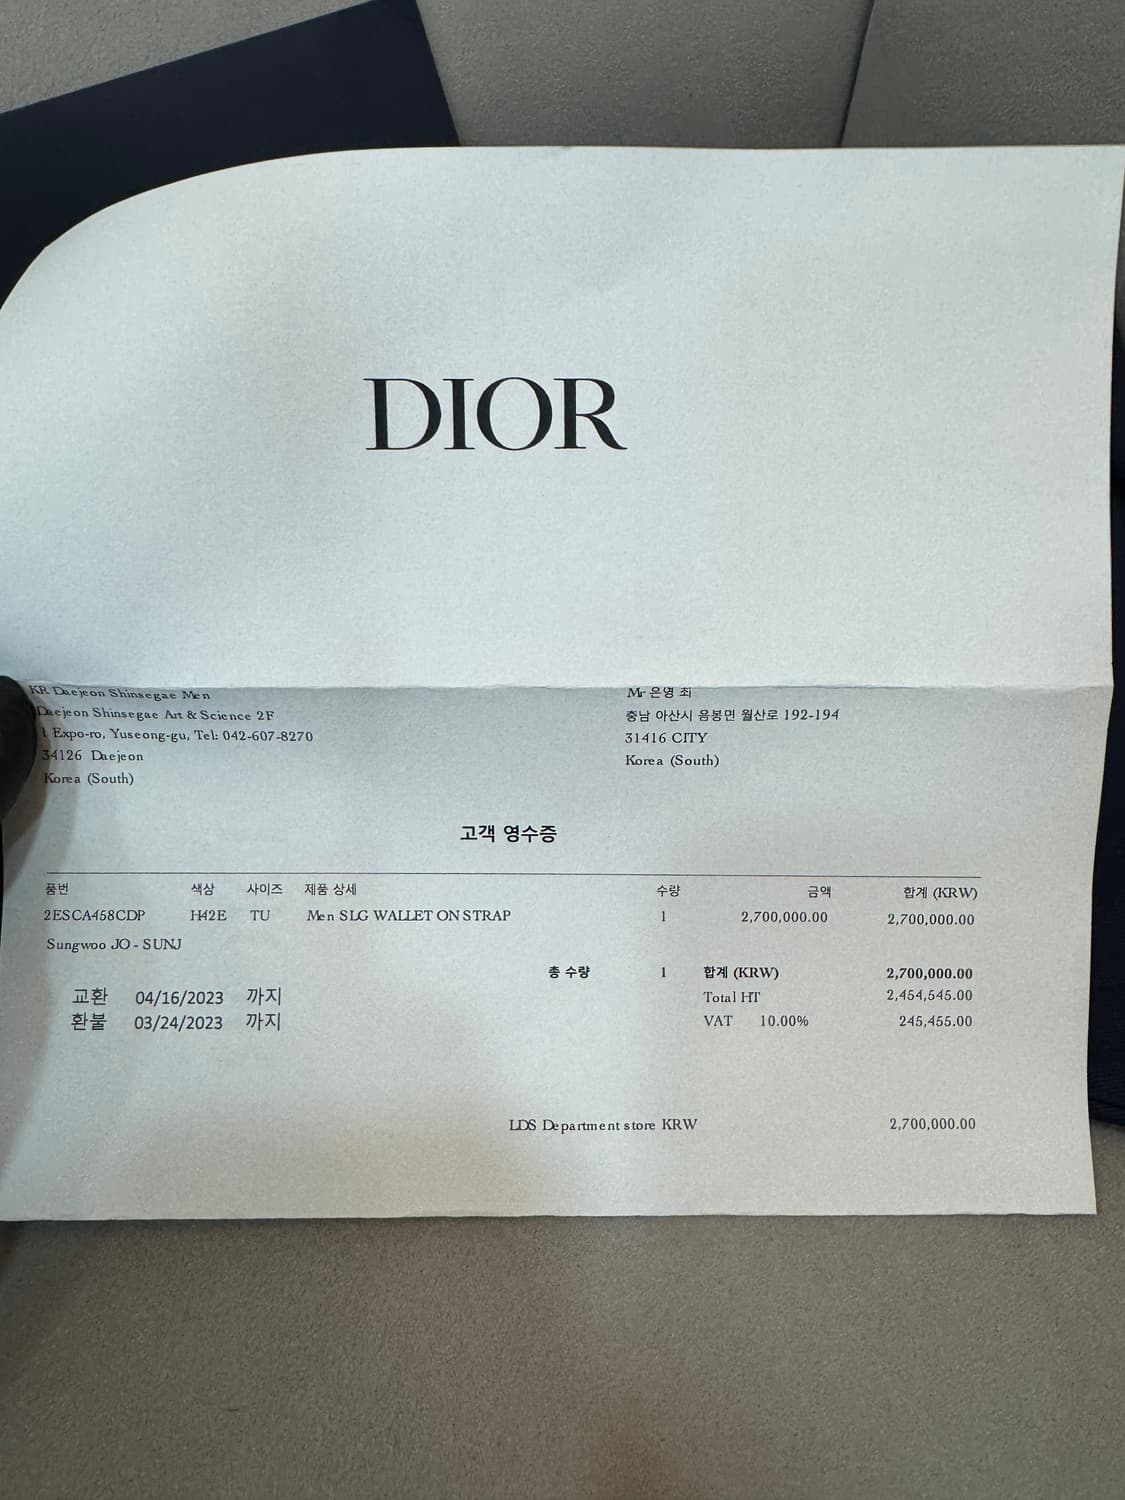 DIOR
KR Daejeon Shinsegae Men
Daejeon Shinsegae Art & Science 2F
1 Expo-ro, Yuseong-gu, Tel: 042-607-8270
34126 Daejeon
Korea (South)
Mr 은영 최
충남 아산시 음봉면 월산로 192-194
31416 CITY
Korea (South)
고객 영수증
품번 색상 사이즈 제품 상세 수량 금액 합계 (KRW)
2ESCA458CDP H42E TU Men SLG WALLET ON STRAP 1 2,700,000.00 2,700,000.00
Sungwoo JO - SUNJ
총 수량 1 합계 (KRW) 2,700,000.00
Total HT 2,454,545.00
VAT 10.00% 245,455.00
교환 04/16/2023 까지
환불 03/24/2023 까지
LDS Department store KRW 2,700,000.00